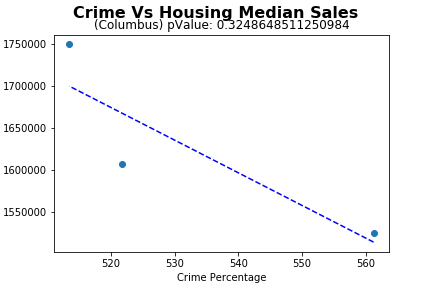 Crime Vs Housing Median Sales
(Columbus) pValue: 0.3248648511250984
1750000
1700000
1650000
1600000
1550000
520 530 540 550 560
Crime Percentage